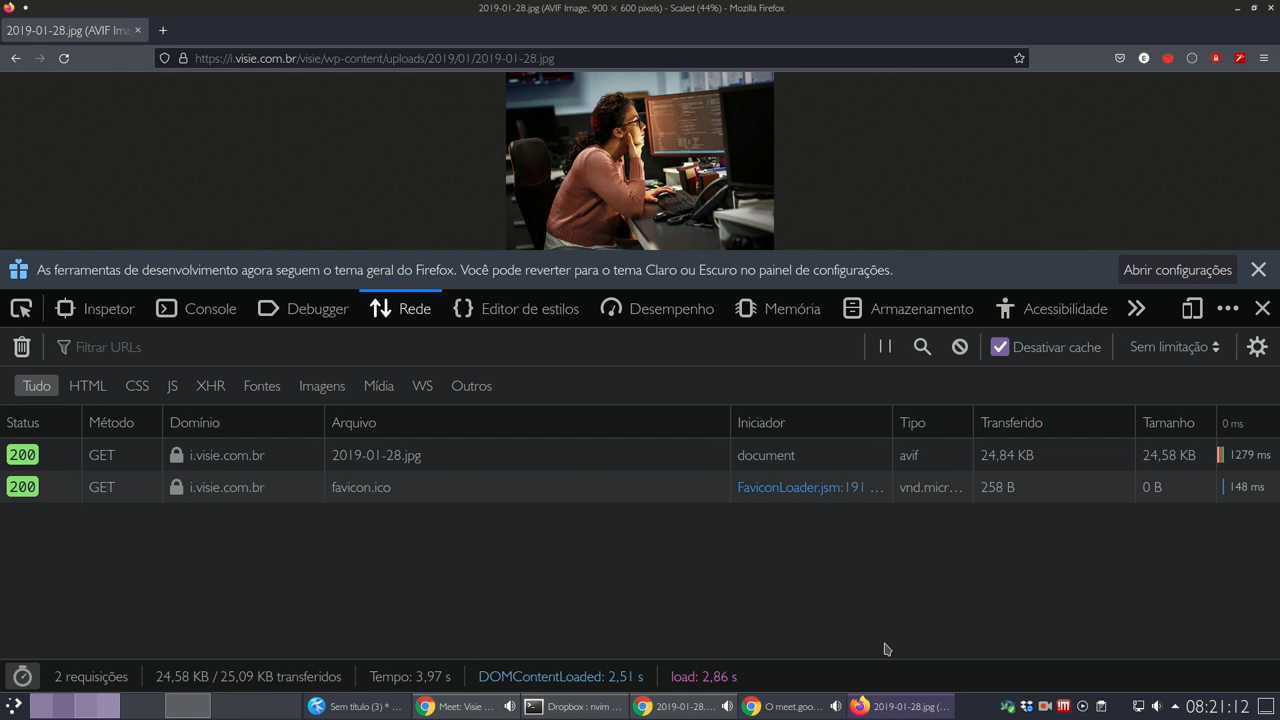 2019-01-28.jpg (AVIF Image, 900 × 600 pixels) - Scaled (44%) - Mozilla Firefox
2019-01-28.jpg (AVIF Ima
https://i.visie.com.br/visie/wp-content/uploads/2019/01/2019-01-28.jpg
As ferramentas de desenvolvimento agora seguem o tema geral do Firefox. Você pode reverter para o tema Claro ou Escuro no painel de configurações. Abrir configurações
Inspetor Console Debugger Rede Editor de estilos Desempenho Memória Armazenamento Acessibilidade
Filtrar URLs Desativar cache Sem limitação
Tudo HTML CSS JS XHR Fontes Imagens Mídia WS Outros
Status Método Domínio Arquivo Iniciador Tipo Transferido Tamanho 0 ms
200 GET i.visie.com.br 2019-01-28.jpg document avif 24,84 KB 24,58 KB 1279 ms
200 GET i.visie.com.br favicon.ico FaviconLoader.jsm:191 … vnd.micr… 258 B 0 B 148 ms
2 requisições 24,58 KB / 25,09 KB transferidos Tempo: 3,97 s DOMContentLoaded: 2,51 s load: 2,86 s
Sem título (3) * ... Meet: Visie ... Dropbox : nvim ... 2019-01-28.... O meet.goo... 2019-01-28.jpg (... 08:21:12